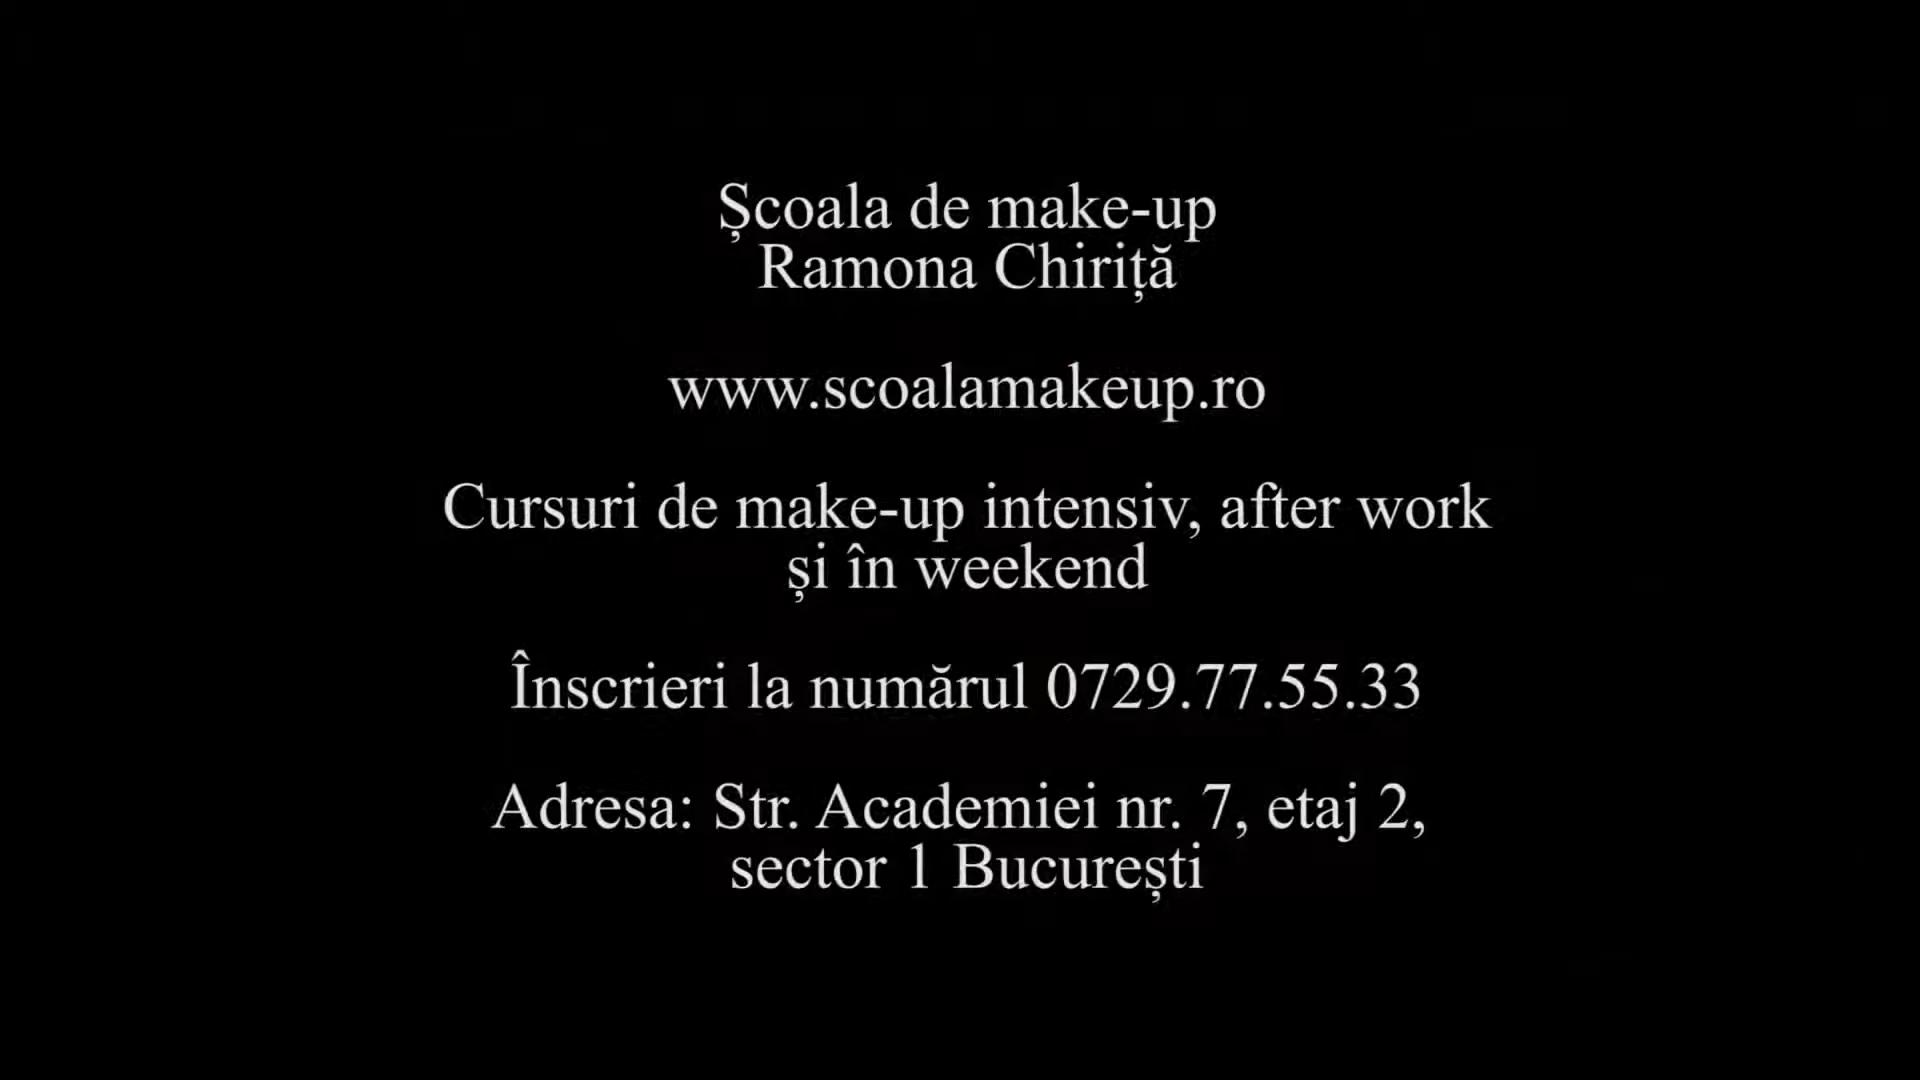 Școala de make-up
Ramona Chiriță
www.scoalamakeup.ro
Cursuri de make-up intensiv, after work
și în weekend
Înscrieri la numărul 0729.77.55.33
Adresa: Str. Academiei nr. 7, etaj 2,
sector 1 București